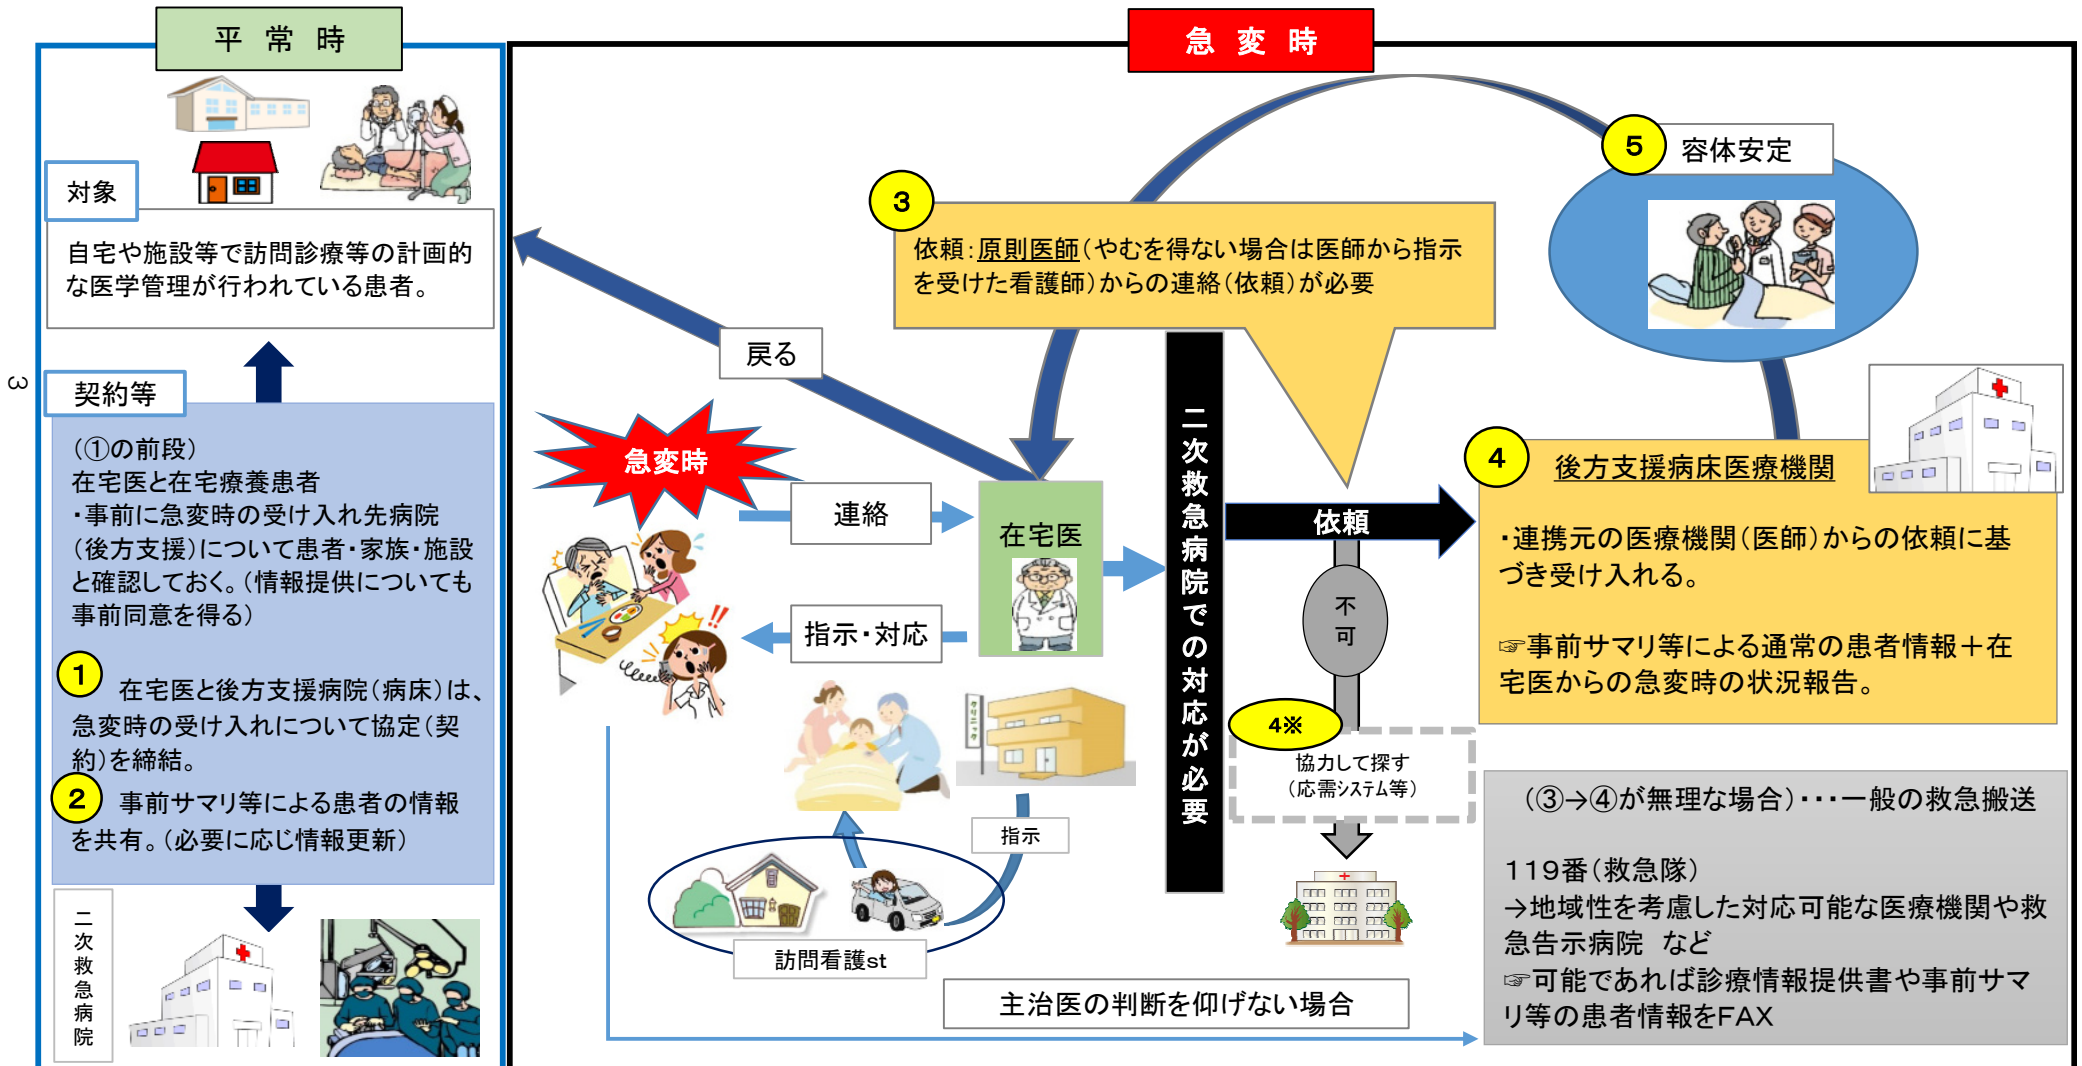 平 常 時
対象
自宅や施設等で訪問診療等の計画的
な医学管理が行われている患者。
契約等
(①の前段)
在宅医と在宅療養患者
・事前に急変時の受け入れ先病院
(後方支援)について患者・家族・施設
と確認しておく。(情報提供についても
事前同意を得る)
1
在宅医と後方支援病院(病床)は、
急変時の受け入れについて協定(契
約)を締結。
2
事前サマリ等による患者の情報
を共有。(必要に応じ情報更新)
二次救急病院
3
急 変 時
5
容体安定
3
依頼:原則医師(やむを得ない場合は医師から指示
を受けた看護師)からの連絡(依頼)が必要
戻る
急変時
連絡
在宅医
指示・対応
クリニック
指示
訪問看護st
二次救急病院での対応が必要
依頼
不可
4※
協力して探す
(応需システム等)
4
後方支援病床医療機関
・連携元の医療機関(医師)からの依頼に基
づき受け入れる。
☞事前サマリ等による通常の患者情報+在
宅医からの急変時の状況報告。
主治医の判断を仰げない場合
(③→④が無理な場合)・・・一般の救急搬送
119番(救急隊)
→地域性を考慮した対応可能な医療機関や救
急告示病院 など
☞可能であれば診療情報提供書や事前サマ
リ等の患者情報をFAX